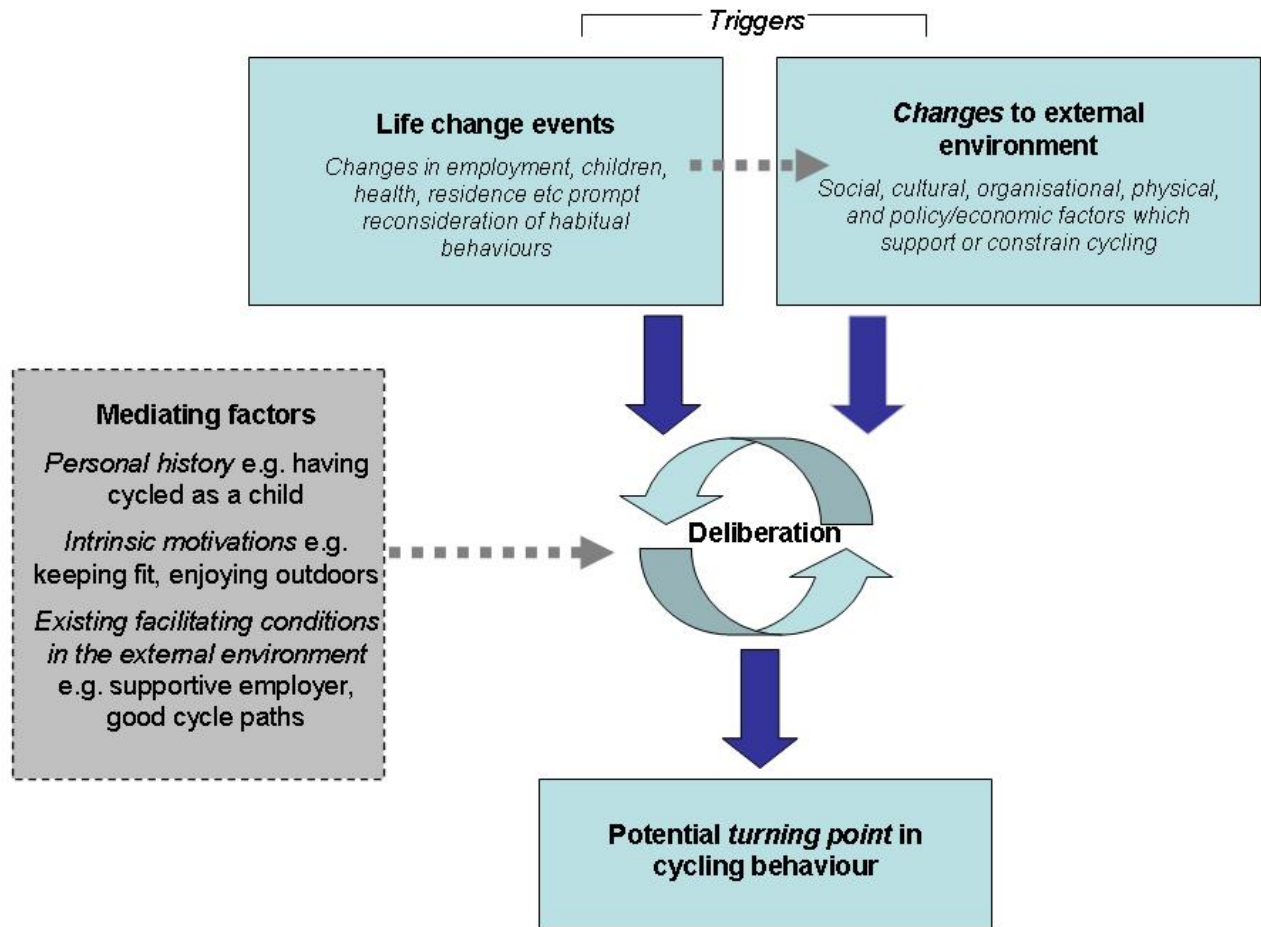 Triggers
Life change events
Changes in employment, children,
health, residence etc prompt
reconsideration of habitual
behaviours
Changes to external
environment
Social, cultural, organisational, physical,
and policy/economic factors which
support or constrain cycling
Mediating factors
Personal history e.g. having
cycled as a child
Intrinsic motivations e.g.
keeping fit, enjoying outdoors
Existing facilitating conditions
in the external environment
e.g. supportive employer,
good cycle paths
Deliberation
Potential turning point in
cycling behaviour